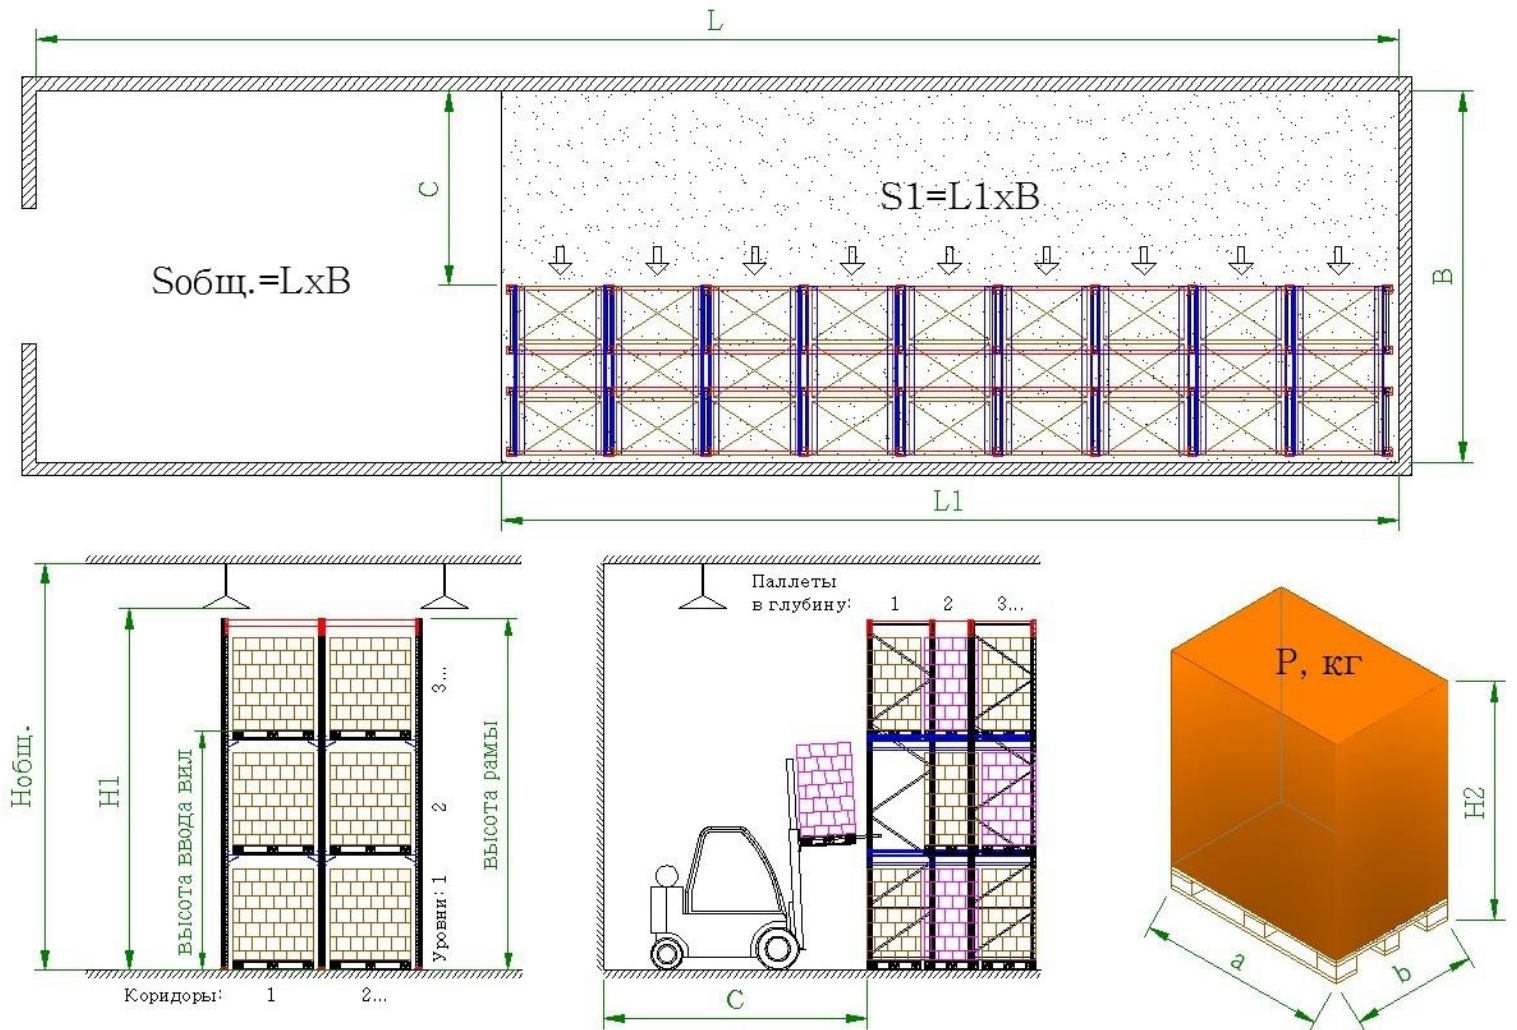 L
C
S1=L1xB
Sобщ.=LxB
B
L1
Hобщ.
H1
высота ввода вил
Уровни: 1
2
3...
высота рамы
Коридоры:
1
2...
Паллеты
в глубину:
1
2
3...
C
P, кг
H2
a
b